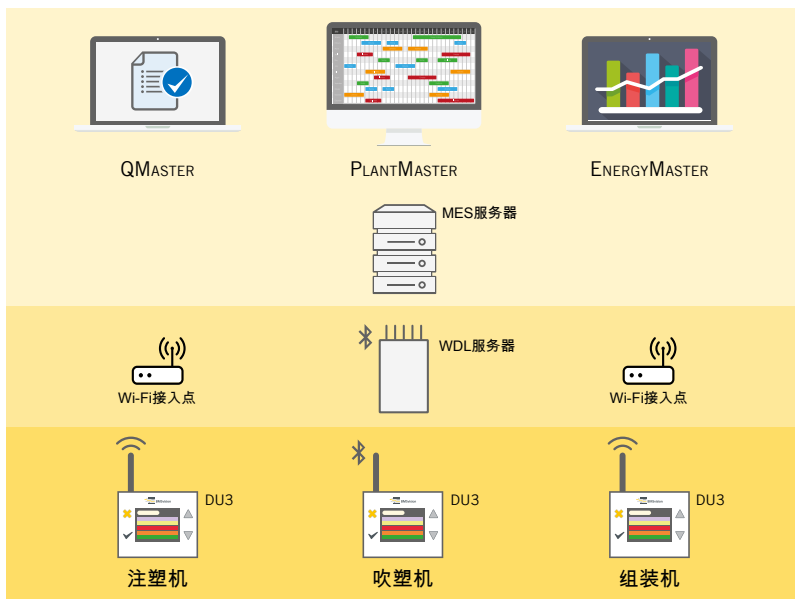 QMASTER
PLANTMASTER
ENERGYMASTER
MES服务器
WDL服务器
Wi-Fi接入点
Wi-Fi接入点
DU3
DU3
DU3
注塑机
吹塑机
组装机